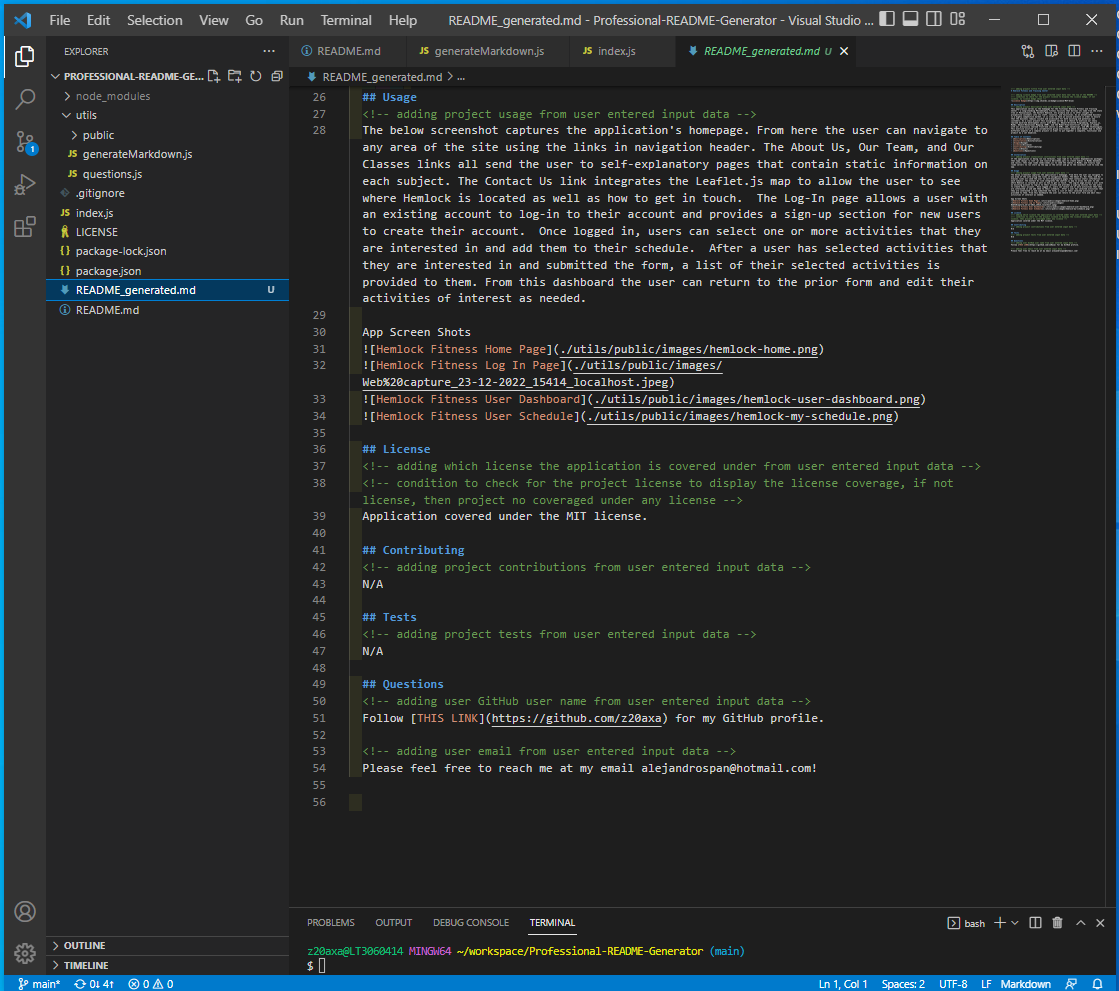 File Edit Selection View Go Run Terminal Help README_generated.md - Professional-README-Generator - Visual Studio ...
EXPLORER
PROFESSIONAL-README-GE...
node_modules
utils
public
JS generateMarkdown.js
JS questions.js
.gitignore
JS index.js
LICENSE
{} package-lock.json
{} package.json
README_generated.md U
README.md
OUTLINE
TIMELINE
1
README.md JS generateMarkdown.js JS index.js README_generated.md U
README_generated.md > ...
26 ## Usage
27 <!-- adding project usage from user entered input data -->
28 The below screenshot captures the application's homepage. From here the user can navigate to
any area of the site using the links in navigation header. The About Us, Our Team, and Our
Classes links all send the user to self-explanatory pages that contain static information on
each subject. The Contact Us link integrates the Leaflet.js map to allow the user to see
where Hemlock is located as well as how to get in touch.  The Log-In page allows a user with
an existing account to log-in to their account and provides a sign-up section for new users
to create their account.  Once logged in, users can select one or more activities that they
are interested in and add them to their schedule.  After a user has selected activities that
they are interested in and submitted the form, a list of their selected activities is
provided to them. From this dashboard the user can return to the prior form and edit their
activities of interest as needed.
29
30 App Screen Shots
31 ![Hemlock Fitness Home Page](./utils/public/images/hemlock-home.png)
32 ![Hemlock Fitness Log In Page](./utils/public/images/
Web%20capture_23-12-2022_15414_localhost.jpeg)
33 ![Hemlock Fitness User Dashboard](./utils/public/images/hemlock-user-dashboard.png)
34 ![Hemlock Fitness User Schedule](./utils/public/images/hemlock-my-schedule.png)
35
36 ## License
37 <!-- adding which license the application is covered under from user entered input data -->
38 <!-- condition to check for the project license to display the license coverage, if not
license, then project no coveraged under any license -->
39 Application covered under the MIT license.
40
41 ## Contributing
42 <!-- adding project contributions from user entered input data -->
43 N/A
44
45 ## Tests
46 <!-- adding project tests from user entered input data -->
47 N/A
48
49 ## Questions
50 <!-- adding user GitHub user name from user entered input data -->
51 Follow [THIS LINK](https://github.com/z20axa) for my GitHub profile.
52
53 <!-- adding user email from user entered input data -->
54 Please feel free to reach me at my email alejandrospan@hotmail.com!
55
56
PROBLEMS OUTPUT DEBUG CONSOLE TERMINAL bash
z20axa@LT3060414 MINGW64 ~/workspace/Professional-README-Generator (main)
$
main* 0↓ 4↑ 0 0 Ln 1, Col 1 Spaces: 2 UTF-8 LF Markdown